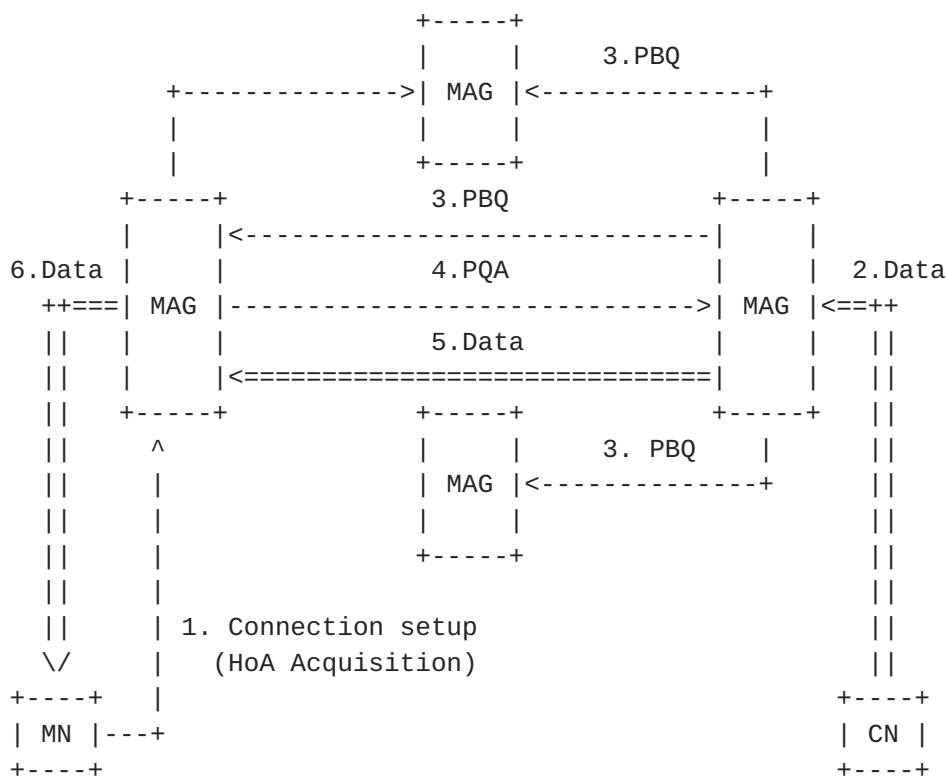 3.PBQ
MAG
3.PBQ
6.Data 4.PQA 2.Data
MAG MAG
5.Data
3. PBQ
MAG
1. Connection setup
(HoA Acquisition)
MN CN